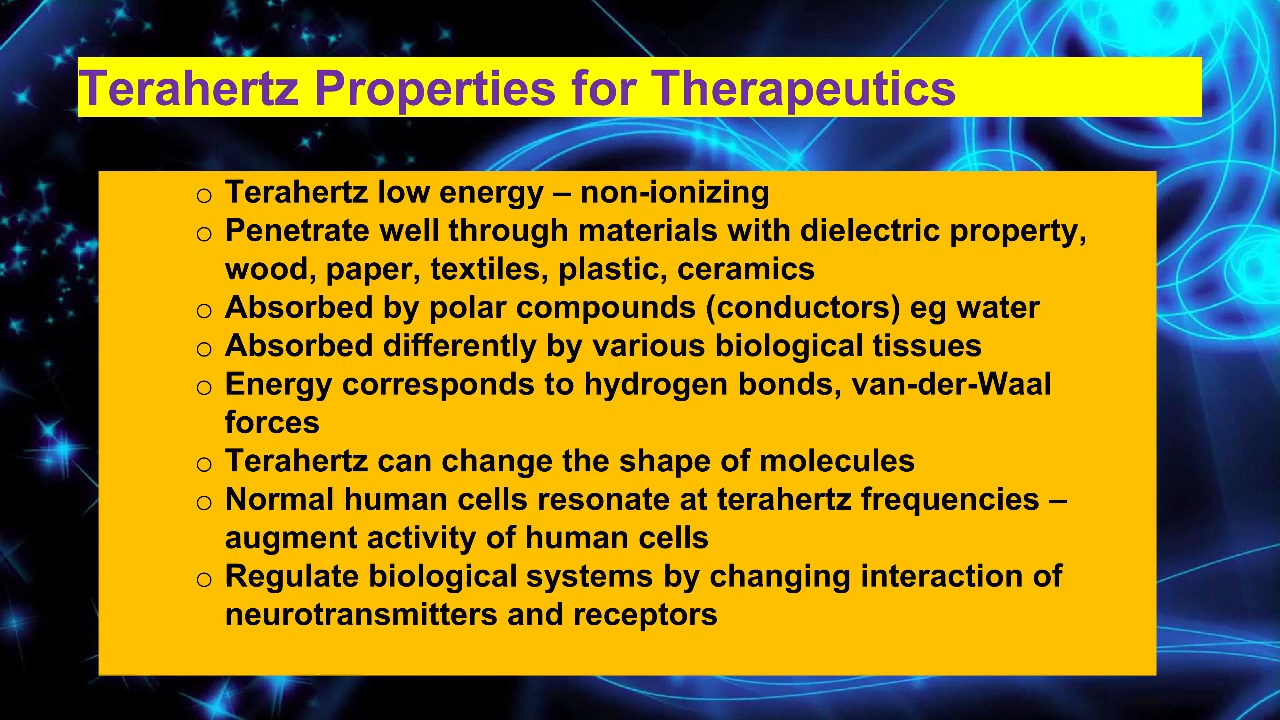 Terahertz Properties for Therapeutics
o Terahertz low energy – non-ionizing
o Penetrate well through materials with dielectric property,
wood, paper, textiles, plastic, ceramics
o Absorbed by polar compounds (conductors) eg water
o Absorbed differently by various biological tissues
o Energy corresponds to hydrogen bonds, van-der-Waal
forces
o Terahertz can change the shape of molecules
o Normal human cells resonate at terahertz frequencies –
augment activity of human cells
o Regulate biological systems by changing interaction of
neurotransmitters and receptors